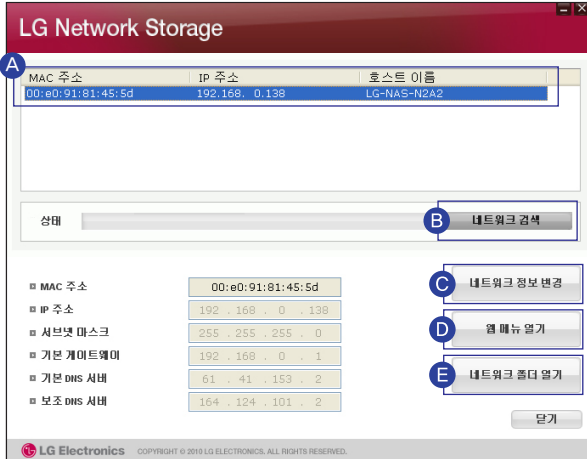 LG Network Storage
A
MAC 주소 IP 주소 호스트 이름
00:e0:91:81:45:5d 192.168. 0.138 LG-NAS-N2A2
상태 B 네트워크 검색
MAC 주소 00:e0:91:81:45:5d C 네트워크 정보 변경
IP 주소 192 . 168 . 0 . 138
서브넷 마스크 255 . 255 . 255 . 0 D 웹 메뉴 열기
기본 게이트웨이 192 . 168 . 0 . 1
기본 DNS 서버 61 . 41 . 153 . 2 E 네트워크 폴더 열기
보조 DNS 서버 164 . 124 . 101 . 2
닫기
LG Electronics COPYRIGHT © 2010 LG ELECTRONICS. ALL RIGHTS RESERVED.